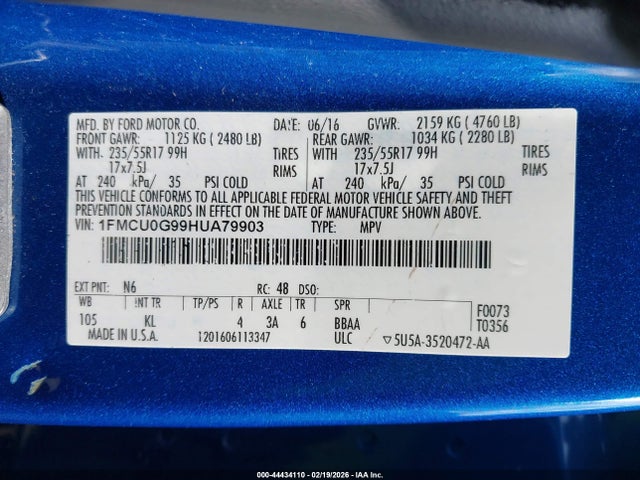 MFD. BY FORD MOTOR CO. DATE: 06/16 GVWR: 2159 KG ( 4760 LB)
FRONT GAWR: 1125 KG ( 2480 LB) REAR GAWR: 1034 KG ( 2280 LB)
WITH 235/55R17 99H TIRES WITH 235/55R17 99H TIRES
17x7.5J RIMS 17x7.5J RIMS
AT 240 kPa/ 35 PSI COLD AT 240 kPa/ 35 PSI COLD
THIS VEHICLE CONFORMS TO ALL APPLICABLE FEDERAL MOTOR VEHICLE SAFETY AND THEFT
PREVENTION STANDARDS IN EFFECT ON THE DATE OF MANUFACTURE SHOWN ABOVE.
VIN: 1FMCU0G99HUA79903 TYPE: MPV
EXT PNT: N6 RC: 48 DSO:
WB INT TR TP/PS R AXLE TR SPR F0073
105 KL 4 3A 6 BBAA T0356
MADE IN U.S.A. 1201606113347 ULC ▽5U5A-3520472-AA
000-44434110 - 02/19/2026 - IAA Inc.